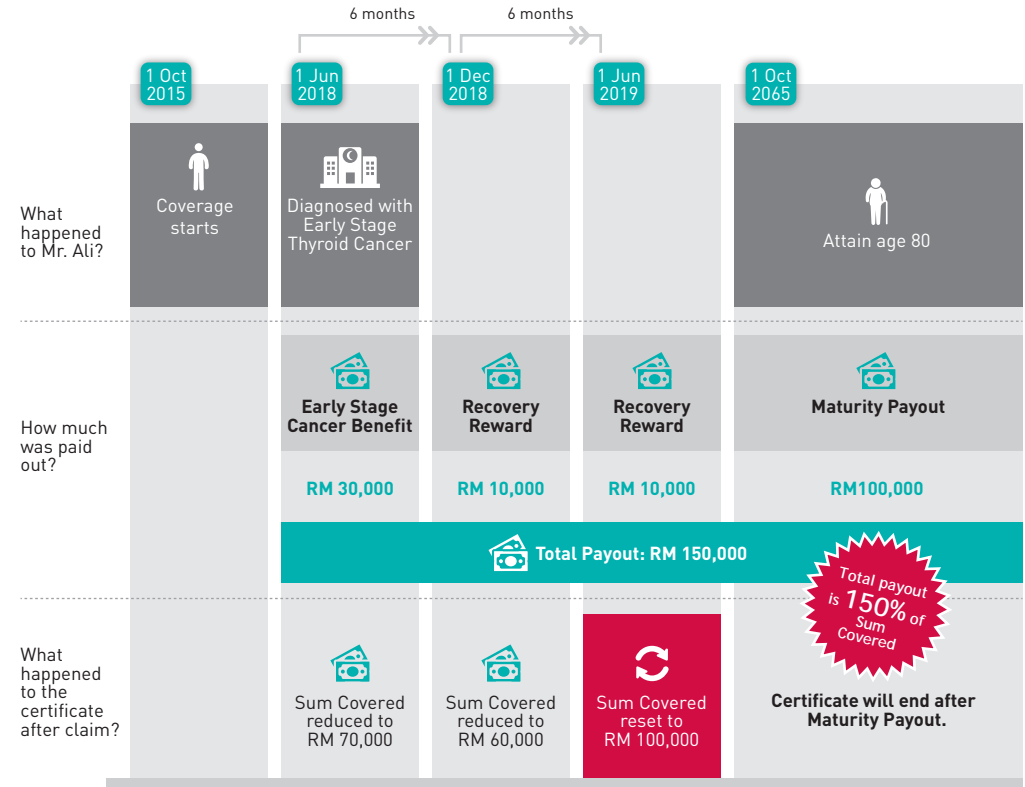 6 months
6 months
1 Oct
2015
1 Jun
2018
1 Dec
2018
1 Jun
2019
1 Oct
2065
What
happened
to Mr. Ali?
Coverage
starts
Diagnosed with
Early Stage
Thyroid Cancer
Attain age 80
How much
was paid
out?
Early Stage
Cancer Benefit
Recovery
Reward
Recovery
Reward
Maturity Payout
RM 30,000
RM 10,000
RM 10,000
RM100,000
Total Payout: RM 150,000
Total payout
is 150% of
Sum
Covered
What
happened
to the
certificate
after claim?
Sum Covered
reduced to
RM 70,000
Sum Covered
reduced to
RM 60,000
Sum Covered
reset to
RM 100,000
Certificate will end after
Maturity Payout.